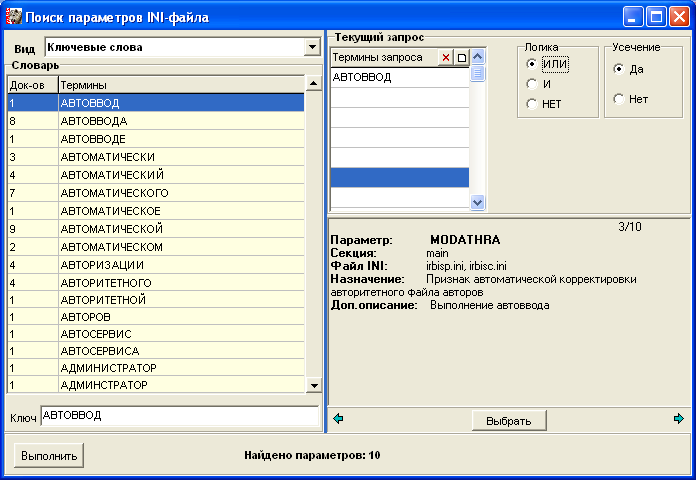 Поиск параметров INI-файла
Вид Ключевые слова
Словарь
Док-ов Термины
1 АВТОВВОД
8 АВТОВВОДА
1 АВТОВВОДЕ
3 АВТОМАТИЧЕСКИ
4 АВТОМАТИЧЕСКИЙ
7 АВТОМАТИЧЕСКОГО
1 АВТОМАТИЧЕСКОЕ
9 АВТОМАТИЧЕСКОЙ
2 АВТОМАТИЧЕСКОМ
4 АВТОРИЗАЦИИ
4 АВТОРИТЕТНОГО
1 АВТОРИТЕТНОЙ
1 АВТОРОВ
1 АВТОСЕРВИС
1 АВТОСЕРВИСА
1 АДМИНИСТРАТОР
1 АДМИНСТРАТОР
Ключ АВТОВВОД
Текущий запрос
Термины запроса
АВТОВВОД
Логика
ИЛИ
И
НЕТ
Усечение
Да
Нет
3/10
Параметр: MODATHRA
Секция: main
Файл INI: irbisp.ini, irbisc.ini
Назначение: Признак автоматической корректировки
авторитетного файла авторов
Доп.описание: Выполнение автоввода
Выбрать
Выполнить
Найдено параметров: 10